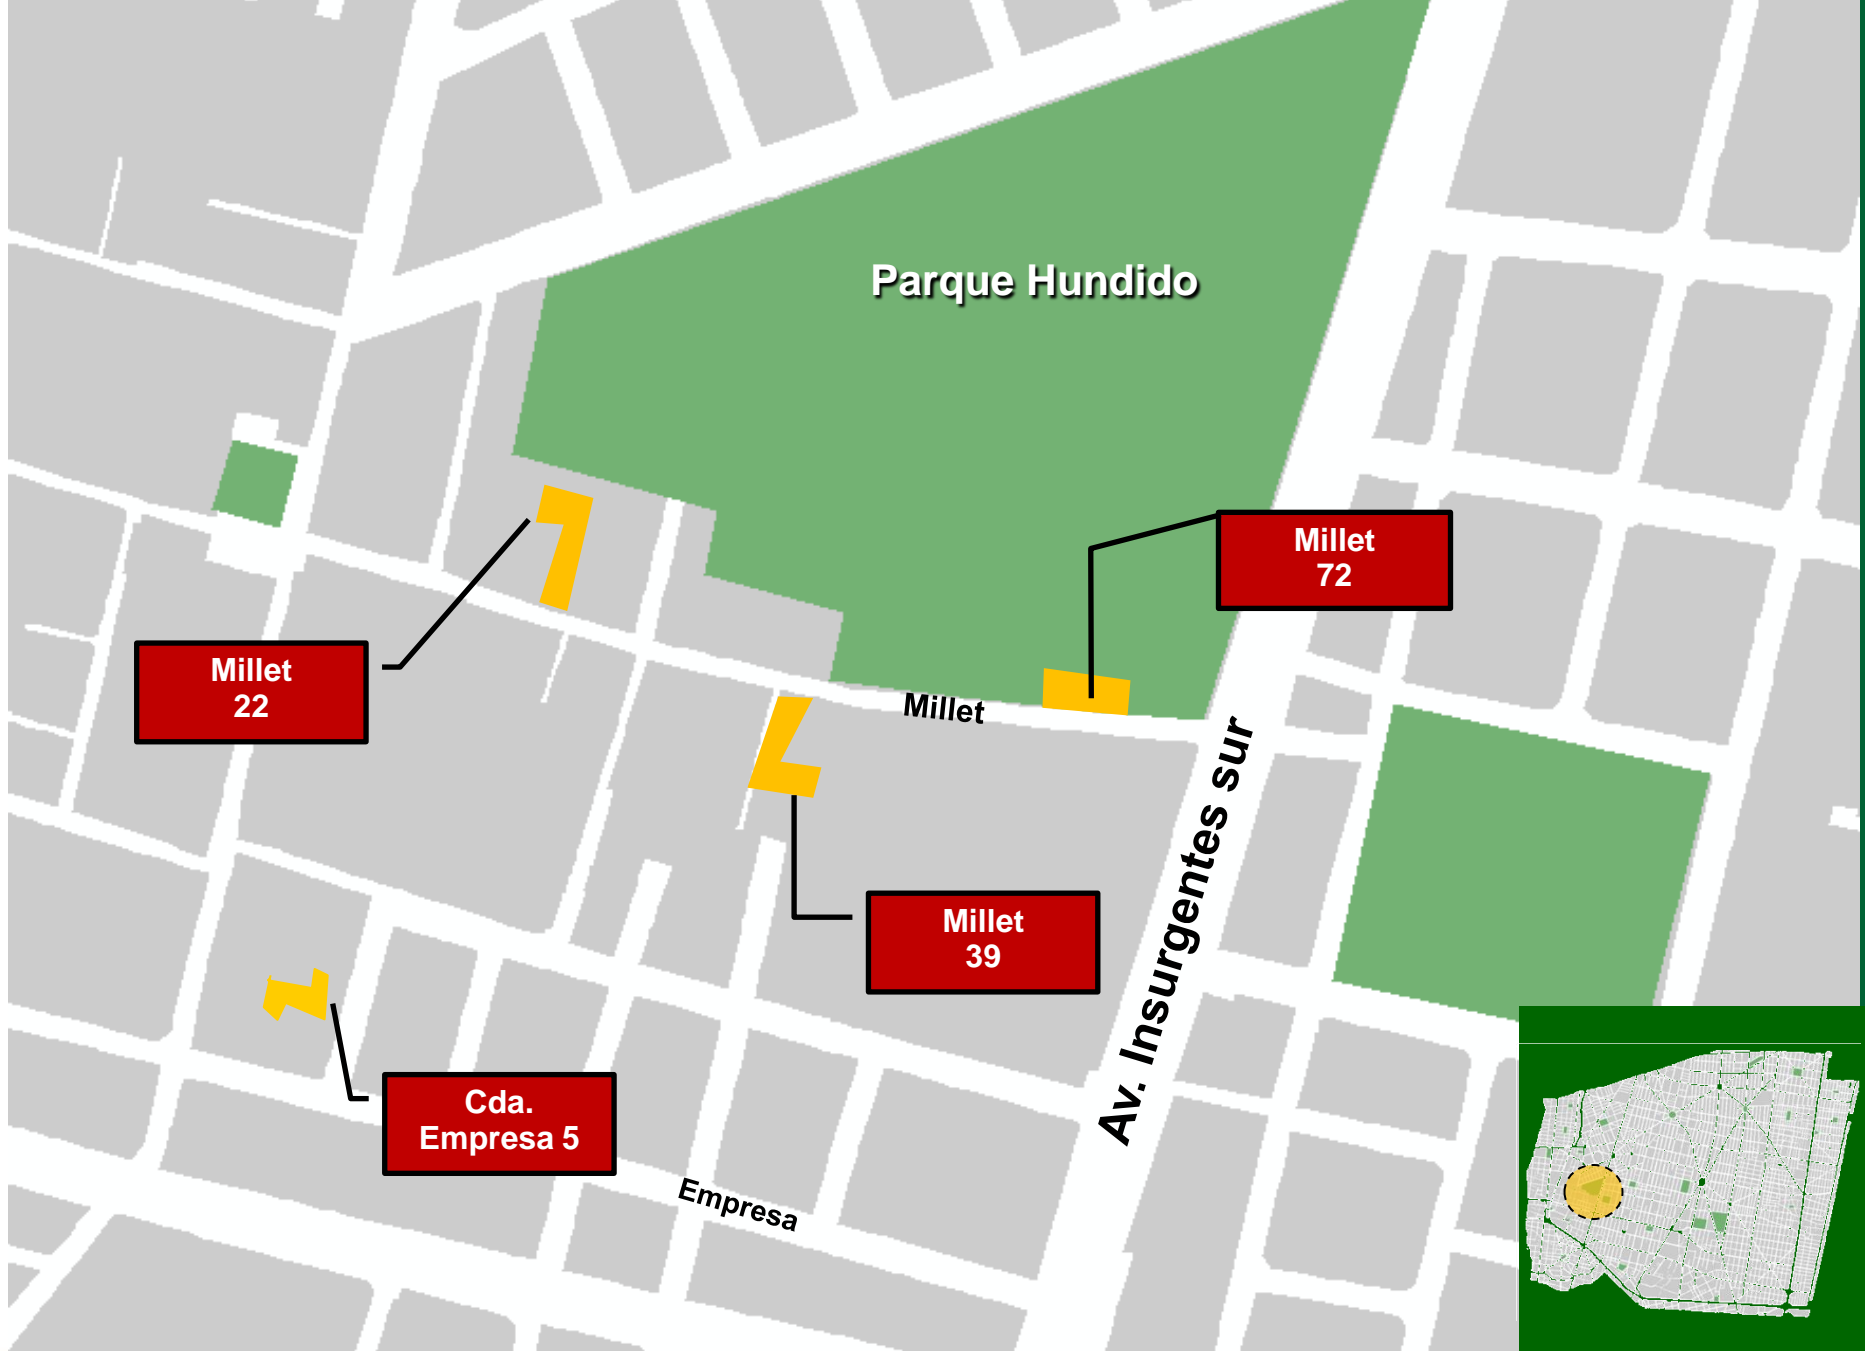 Parque Hundido
Millet
72
Millet
22
Millet
Av. Insurgentes sur
Millet
39
Cda.
Empresa 5
Empresa